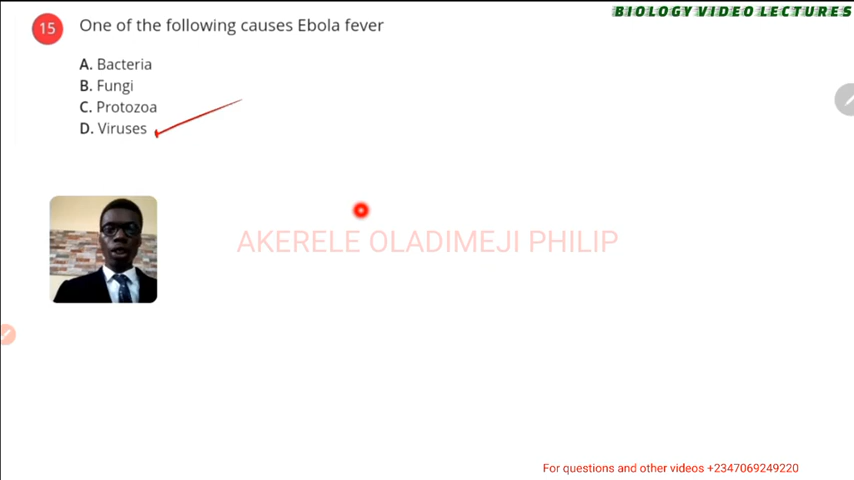 BIOLOGY VIDEO LECTURES
15 One of the following causes Ebola fever
A. Bacteria
B. Fungi
C. Protozoa
D. Viruses
AKERELE OLADIMEJI PHILIP
For questions and other videos +2347069249220